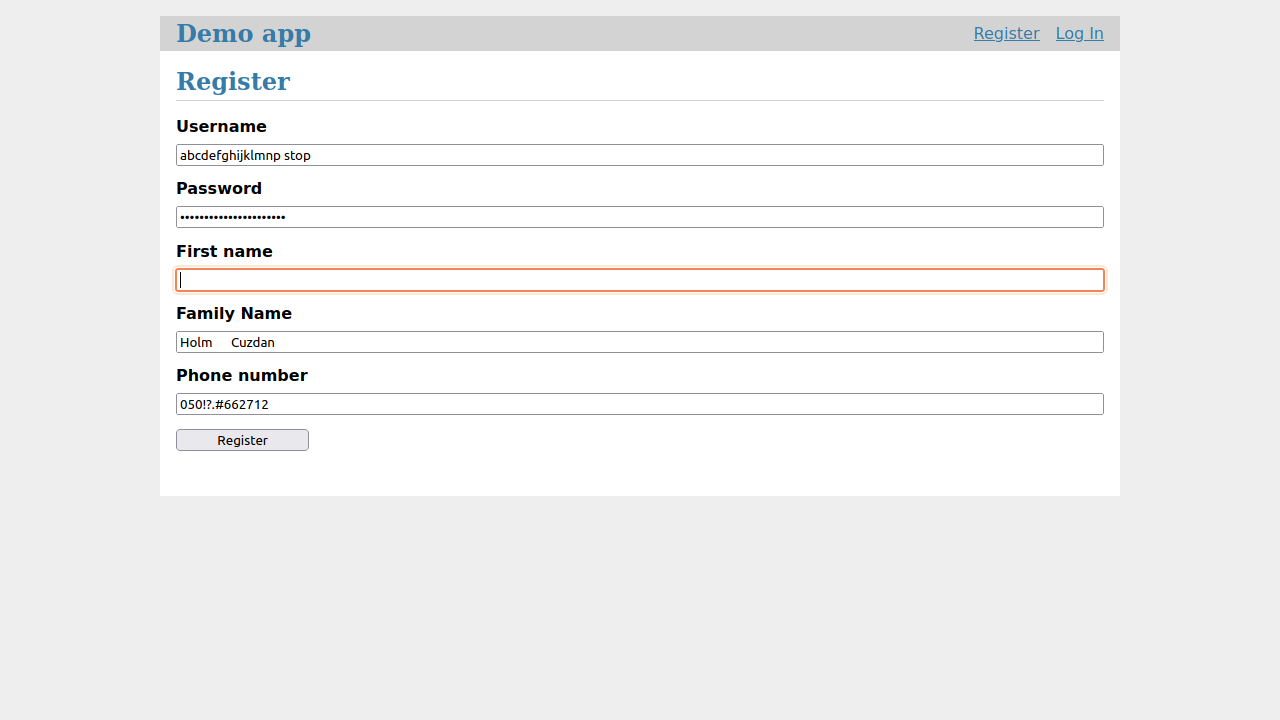 Demo app Register Log In
Register
Username
abcdefghijklmnp stop
Password
••••••••••••••••••••••
First name
Family Name
Holm     Cuzdan
Phone number
050!?.#662712
Register